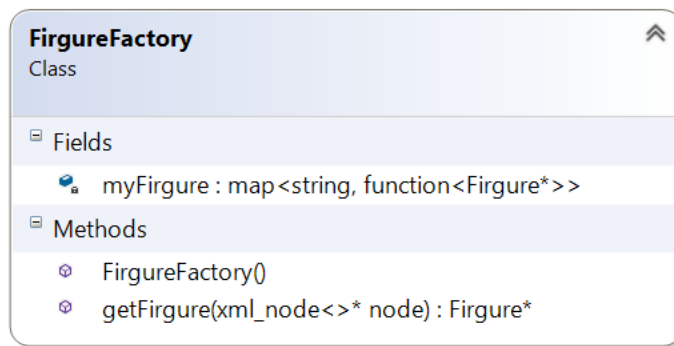 FirgureFactory
Class
Fields
myFirgure : map<string, function<Firgure*>>
Methods
FirgureFactory()
getFirgure(xml_node<>* node) : Firgure*